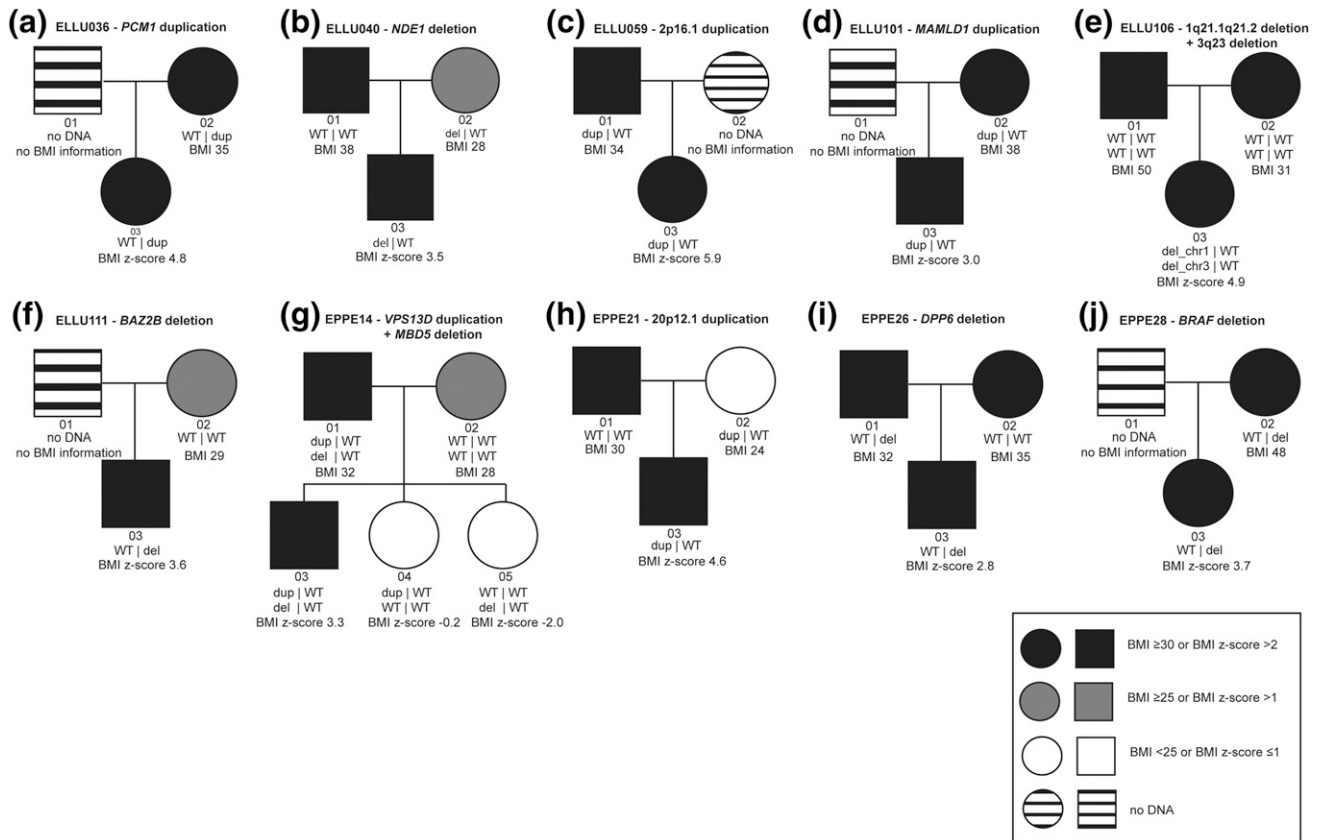 (a) ELLU036 - PCM1 duplication
01
no DNA
no BMI information
02
WT | dup
BMI 35
03
WT | dup
BMI z-score 4.8
(b) ELLU040 - NDE1 deletion
01
WT | WT
BMI 38
02
del | WT
BMI 28
03
del | WT
BMI z-score 3.5
(c) ELLU059 - 2p16.1 duplication
01
dup | WT
BMI 34
02
no DNA
no BMI information
03
dup | WT
BMI z-score 5.9
(d) ELLU101 - MAMLD1 duplication
01
no DNA
no BMI information
02
dup | WT
BMI 38
03
dup | WT
BMI z-score 3.0
(e) ELLU106 - 1q21.1q21.2 deletion
+ 3q23 deletion
01
WT | WT
WT | WT
BMI 50
02
WT | WT
WT | WT
BMI 31
03
del_chr1 | WT
del_chr3 | WT
BMI z-score 4.9
(f) ELLU111 - BAZ2B deletion
01
no DNA
no BMI information
02
WT | WT
BMI 29
03
WT | del
BMI z-score 3.6
(g) EPPE14 - VPS13D duplication
+ MBD5 deletion
01
dup | WT
del | WT
BMI 32
02
WT | WT
WT | WT
BMI 28
03
dup | WT
del | WT
BMI z-score 3.3
04
dup | WT
WT | WT
BMI z-score -0.2
05
WT | WT
del | WT
BMI z-score -2.0
(h) EPPE21 - 20p12.1 duplication
01
WT | WT
BMI 30
02
dup | WT
BMI 24
03
dup | WT
BMI z-score 4.6
(i) EPPE26 - DPP6 deletion
01
WT | del
BMI 32
02
WT | WT
BMI 35
03
WT | del
BMI z-score 2.8
(j) EPPE28 - BRAF deletion
01
no DNA
no BMI information
02
WT | del
BMI 48
03
WT | del
BMI z-score 3.7
BMI ≥30 or BMI z-score >2
BMI ≥25 or BMI z-score >1
BMI <25 or BMI z-score ≤1
no DNA